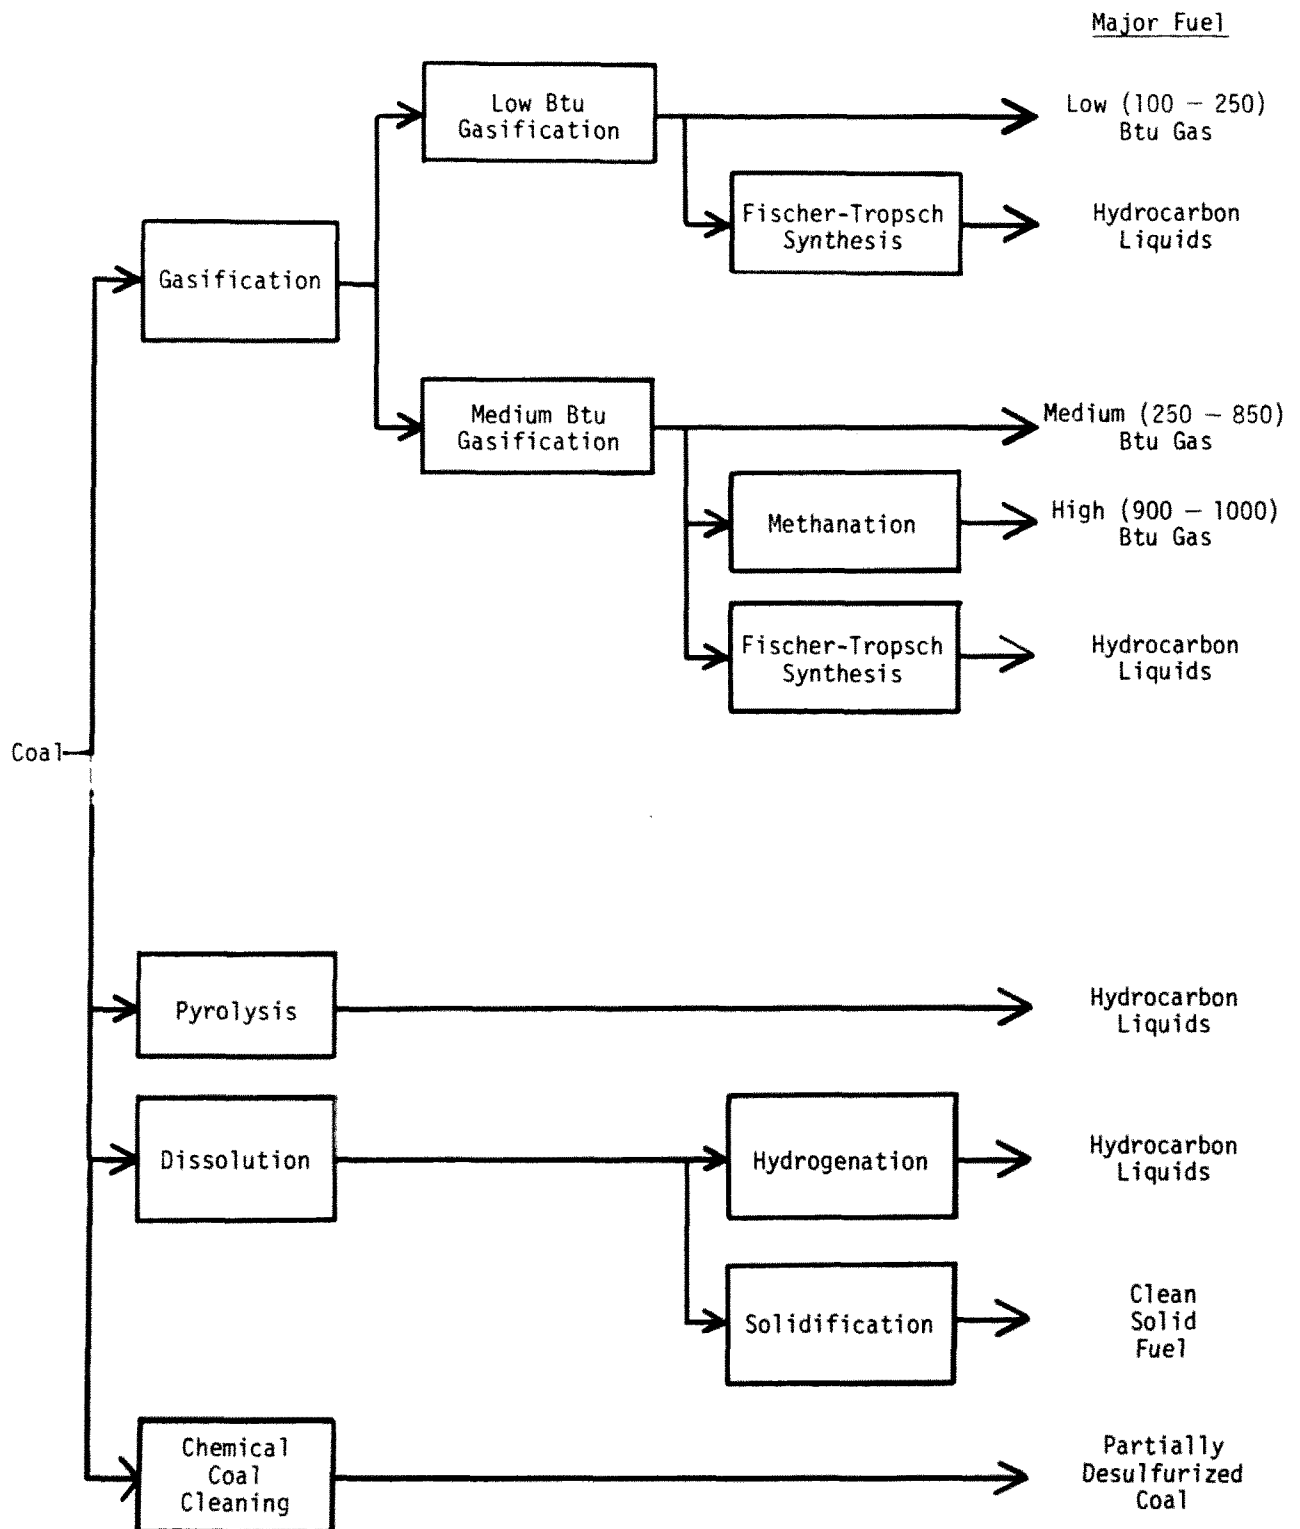 Major Fuel
Low Btu
Gasification
Low (100 — 250)
Btu Gas
Fischer-Tropsch
Synthesis
Hydrocarbon
Liquids
Gasification
Medium Btu
Gasification
Medium (250 — 850)
Btu Gas
Methanation
High (900 — 1000)
Btu Gas
Fischer-Tropsch
Synthesis
Hydrocarbon
Liquids
Coal
Pyrolysis
Hydrocarbon
Liquids
Dissolution
Hydrogenation
Hydrocarbon
Liquids
Solidification
Clean
Solid
Fuel
Chemical
Coal
Cleaning
Partially
Desulfurized
Coal